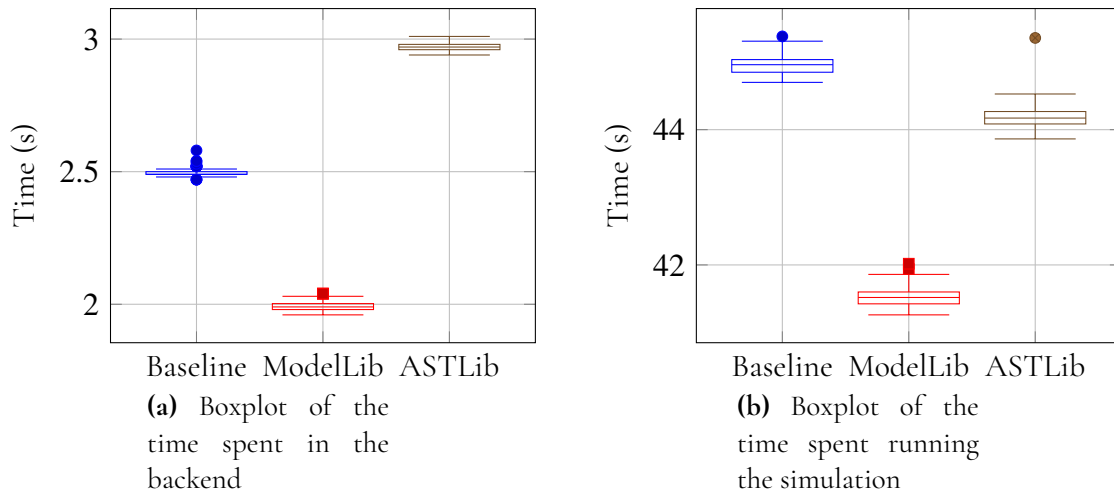 Time (s)
3
2.5
2
Baseline ModelLib ASTLib
(a) Boxplot of the
time spent in the
backend
Time (s)
44
42
Baseline ModelLib ASTLib
(b) Boxplot of the
time spent running
the simulation